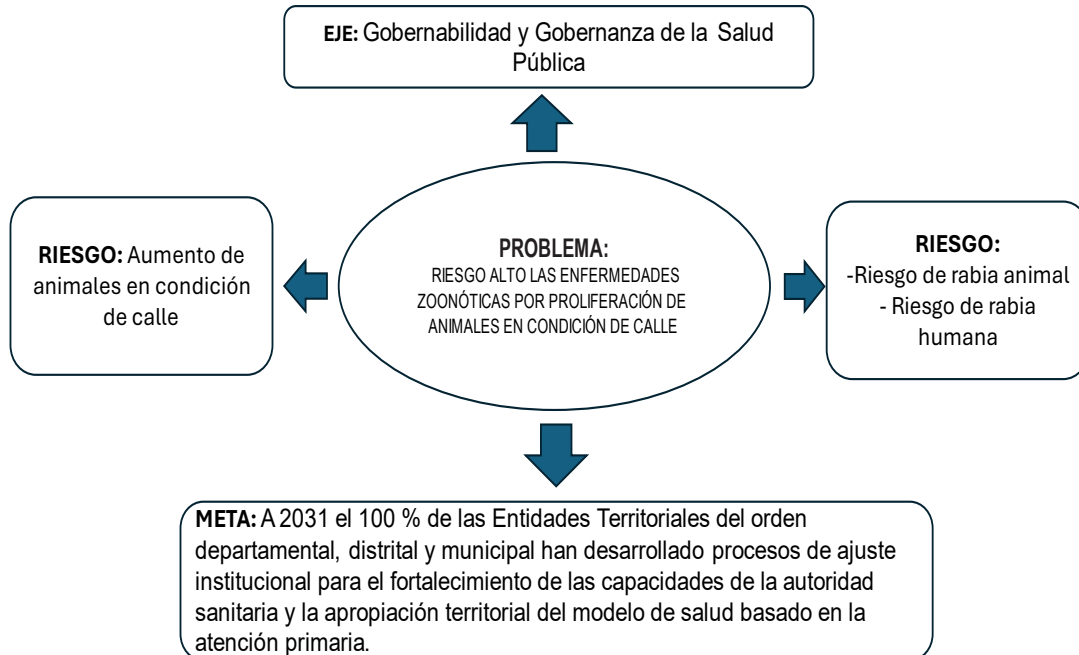 EJE: Gobernabilidad y Gobernanza de la Salud
Pública
RIESGO: Aumento de
animales en condición
de calle
PROBLEMA:
RIESGO ALTO LAS ENFERMEDADES
ZOONÓTICAS POR PROLIFERACIÓN DE
ANIMALES EN CONDICIÓN DE CALLE
RIESGO:
-Riesgo de rabia animal
- Riesgo de rabia
humana
META: A 2031 el 100 % de las Entidades Territoriales del orden
departamental, distrital y municipal han desarrollado procesos de ajuste
institucional para el fortalecimiento de las capacidades de la autoridad
sanitaria y la apropiación territorial del modelo de salud basado en la
atención primaria.